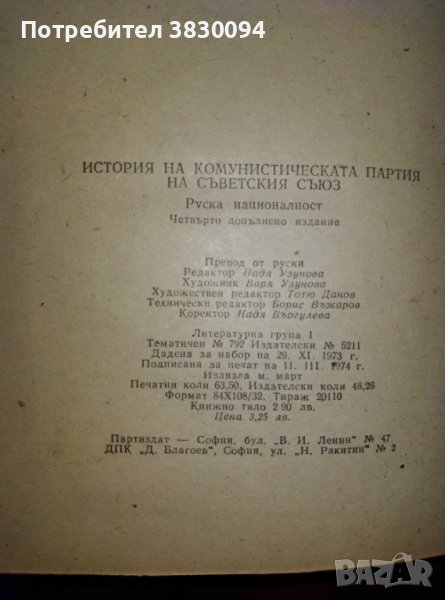 Потребител 3830094
ИСТОРИЯ НА КОМУНИСТИЧЕСКАТА ПАРТИЯ
НА СЪВЕТСКИЯ СЪЮЗ
Руска националност
Четвърто допълнено издание
Превод от руски
Редактор Надя Узунова
Художник Варя Узунова
Художествен редактор Тотю Данов
Технически редактор Борис Въжаров
Коректор Надя Въргулева
Литературна група I
Тематичен № 792 Издателски № 5211
Дадена за набор на 29. XI. 1973 г.
Подписана за печат на 11. III. 1974 г.
Излязла м. март
Печатни коли 63,50, Издателски коли 48,26
Формат 84X108/32, Тираж 20110
Книжно тяло 2 90 лв.
Цена 3,25 лв.
Партиздат — София, бул. „В. И. Ленин" № 47
ДПК „Д. Благоев", София, ул. „Н. Ракитин" № 2
BAZAR